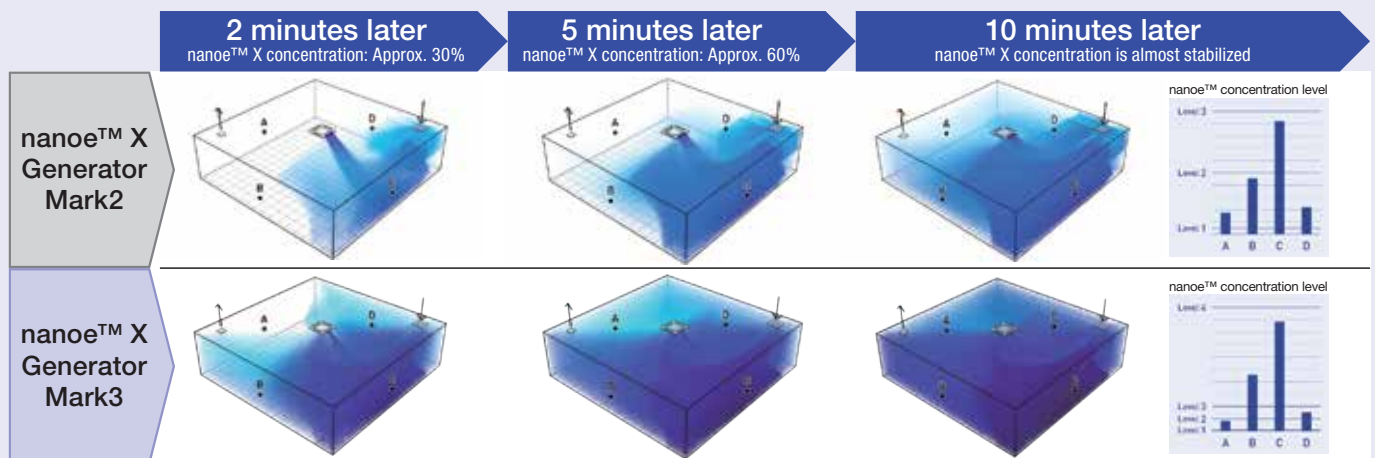 2 minutes later
nanoe™ X concentration: Approx. 30%
5 minutes later
nanoe™ X concentration: Approx. 60%
10 minutes later
nanoe™ X concentration is almost stabilized
nanoe™ X
Generator
Mark2
A
D
B
C
A
D
B
A
nanoe™ concentration level
Level 3
Level 2
Level 1
A B C D
nanoe™ X
Generator
Mark3
A
D
B
A
nanoe™ concentration level
Level 4
Level 3
Level 2
Level 1
A B C D